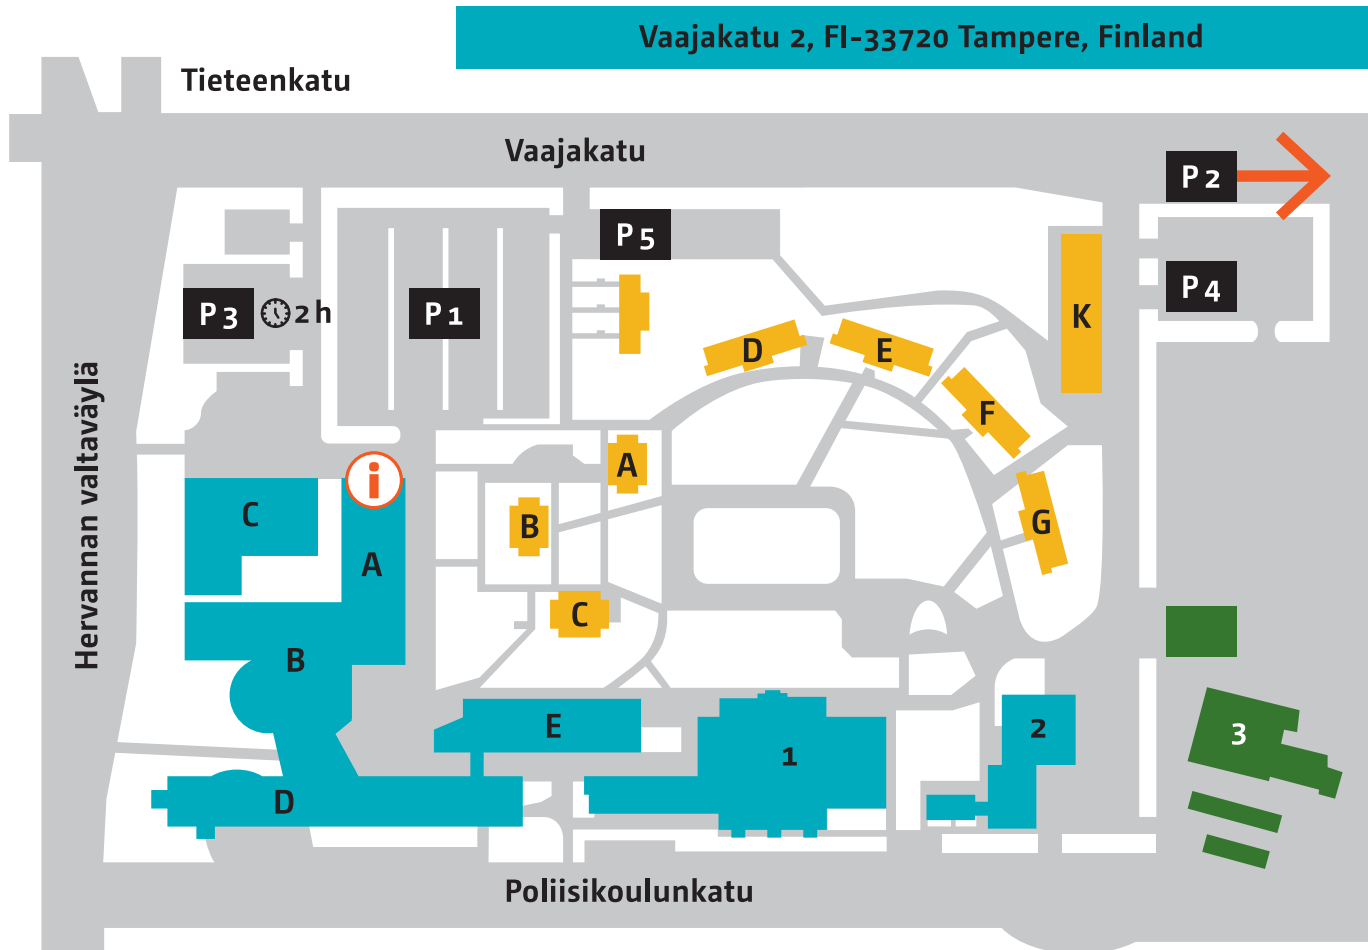 Vaajakatu 2, FI-33720 Tampere, Finland
Tieteenkatu
Vaajakatu
P 2
P 5
P 4
P 3
2 h
P 1
K
D
E
F
A
G
B
C
i
C
A
B
Hervannan valtaväylä
E
1
2
3
D
Poliisikoulunkatu